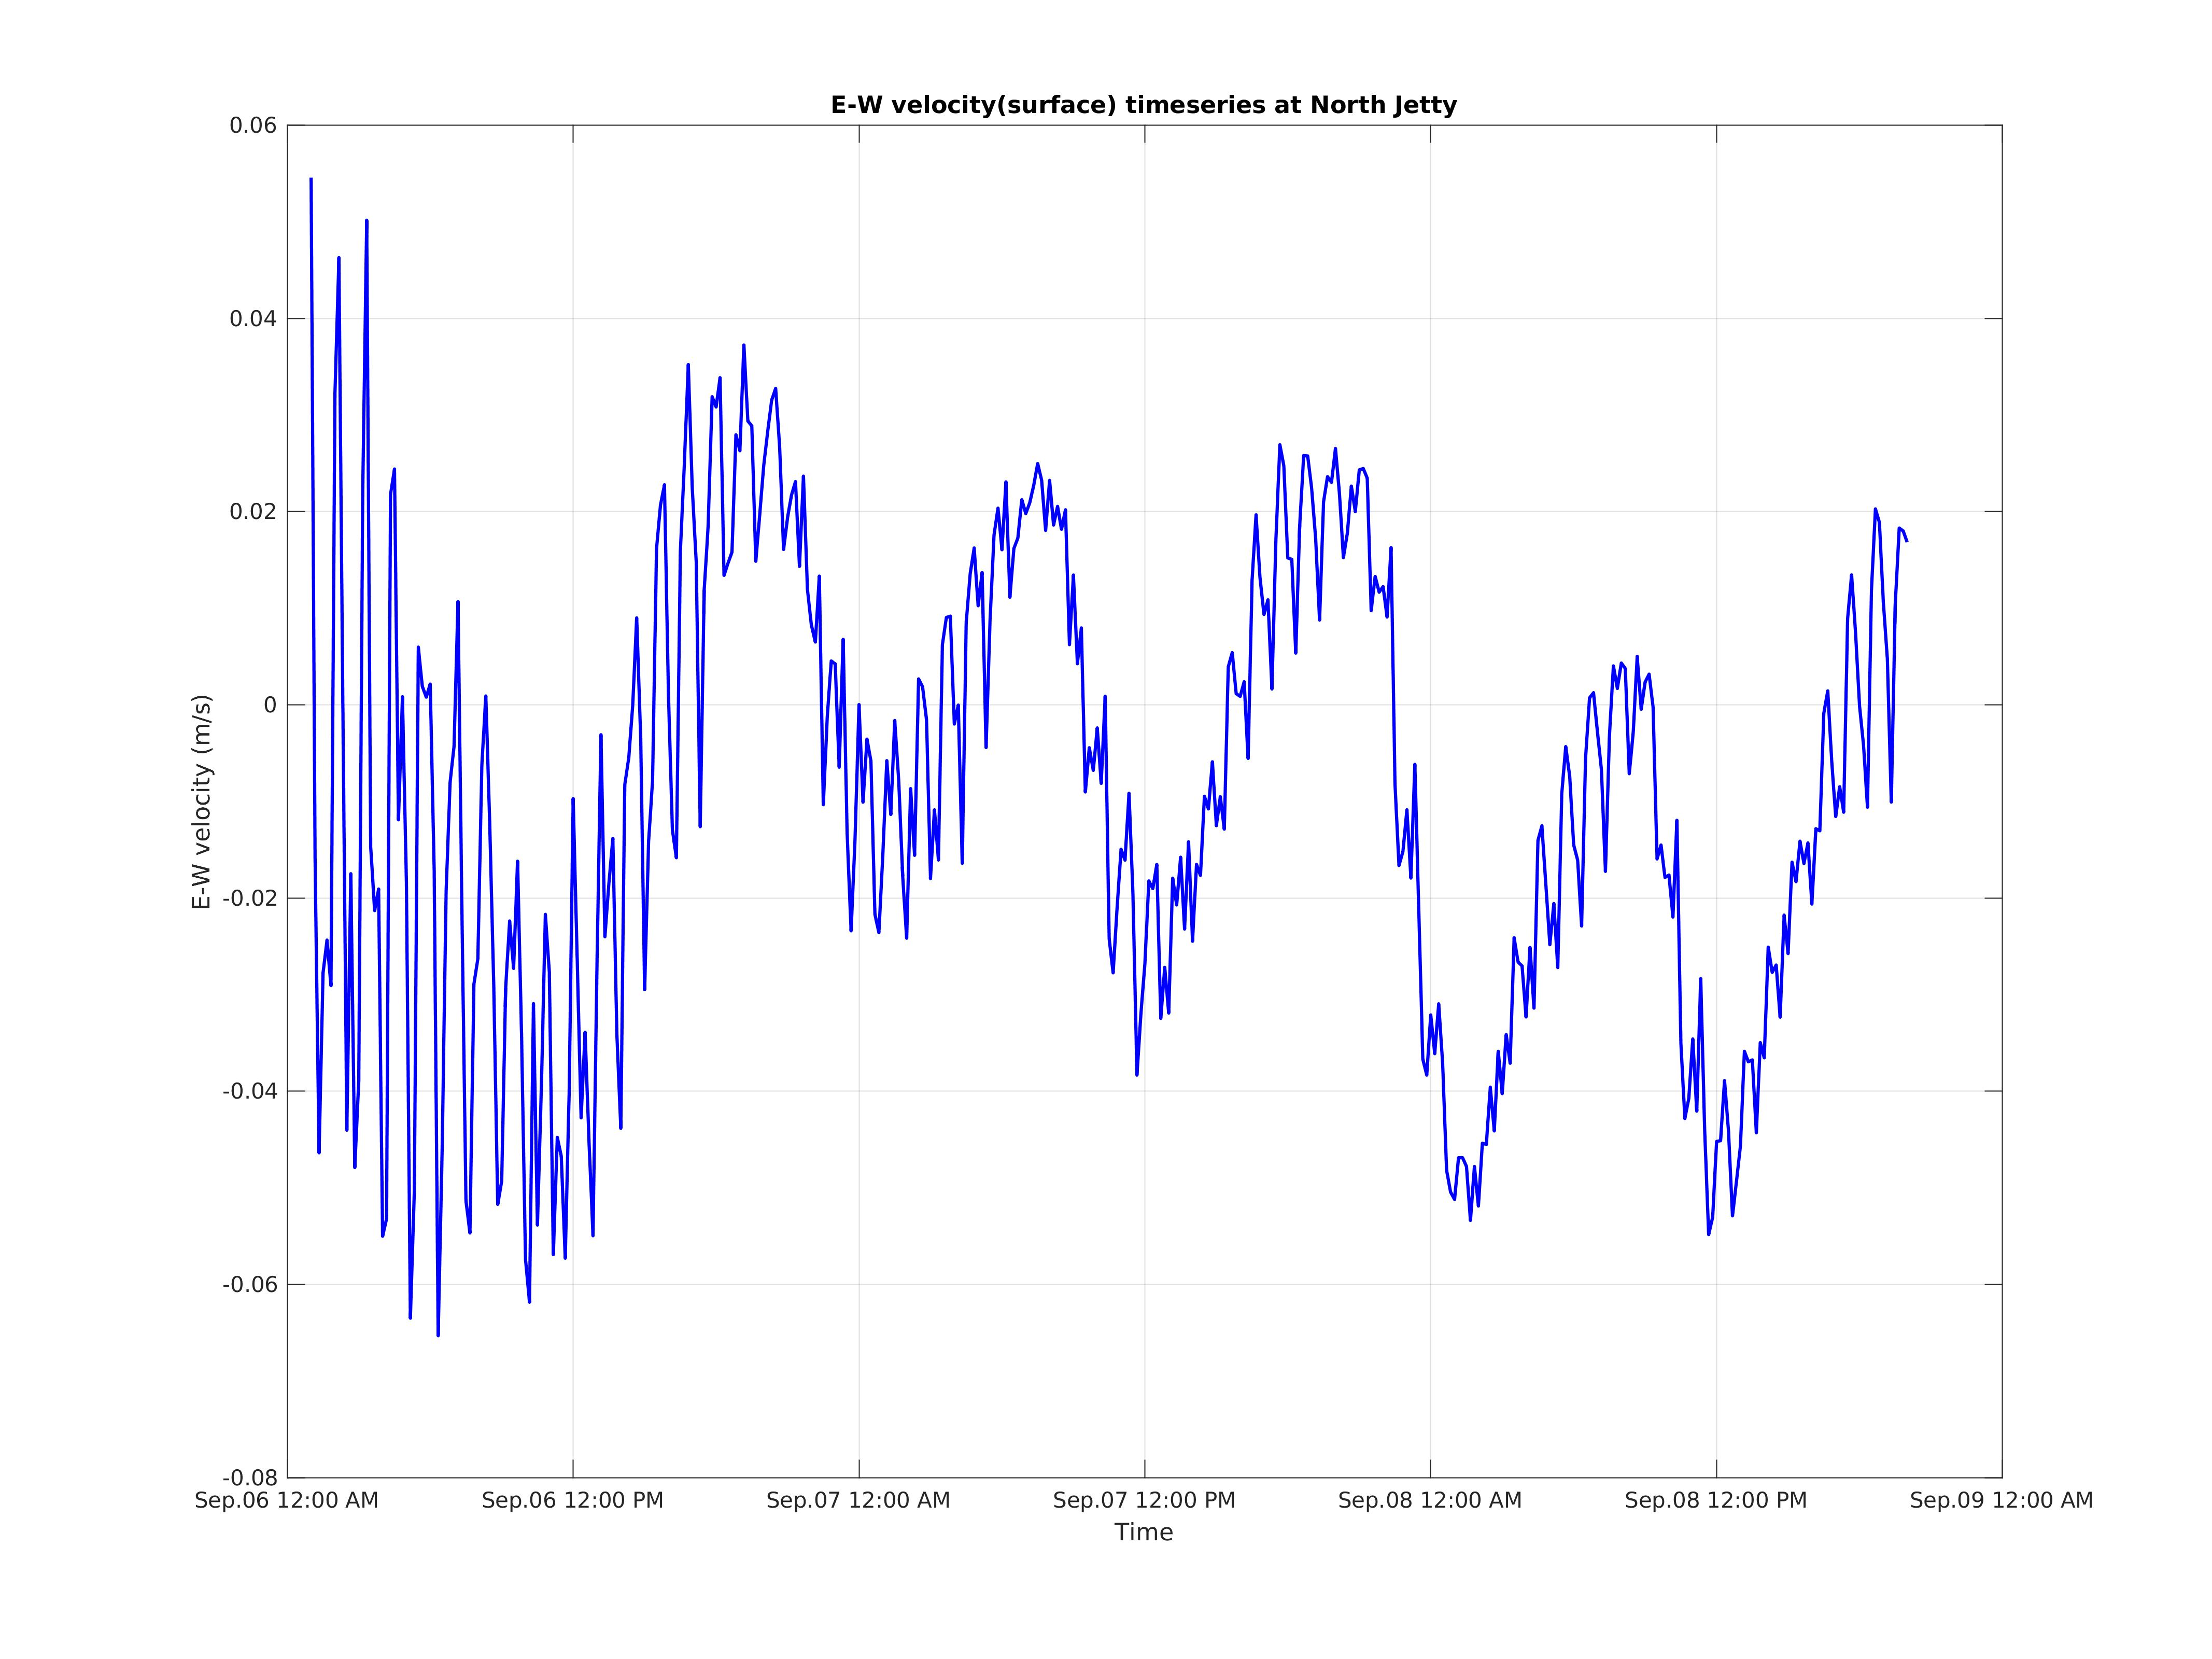 E-W velocity(surface) timeseries at North Jetty
0.06
0.04
0.02
0
-0.02
-0.04
-0.06
-0.08
E-W velocity (m/s)
Sep.06 12:00 AM
Sep.06 12:00 PM
Sep.07 12:00 AM
Sep.07 12:00 PM
Sep.08 12:00 AM
Sep.08 12:00 PM
Sep.09 12:00 AM
Time